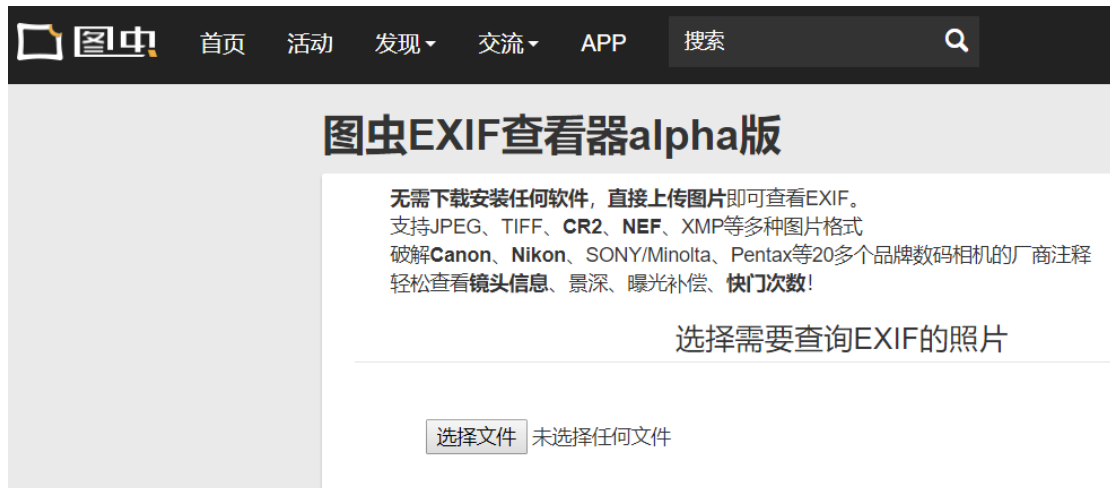 图虫 首页 活动 发现 交流 APP 搜索
图虫EXIF查看器alpha版
无需下载安装任何软件，直接上传图片即可查看EXIF。
支持JPEG、TIFF、CR2、NEF、XMP等多种图片格式
破解Canon、Nikon、SONY/Minolta、Pentax等20多个品牌数码相机的厂商注释
轻松查看镜头信息、景深、曝光补偿、快门次数！
选择需要查询EXIF的照片
选择文件 未选择任何文件